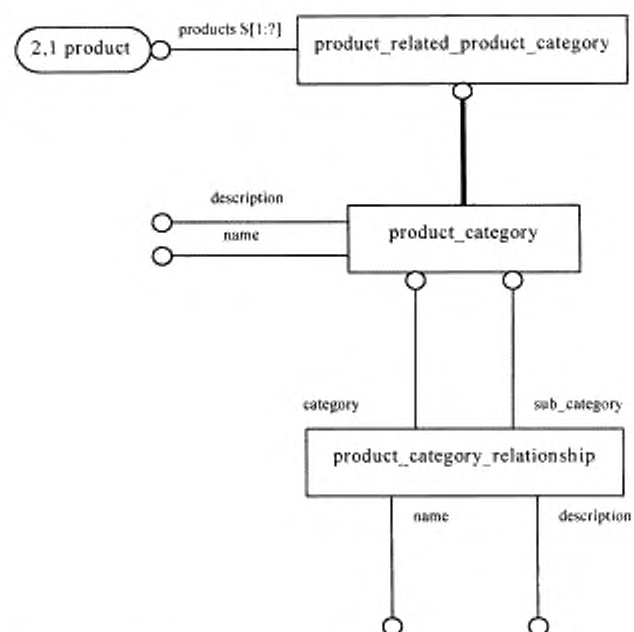 products S[1:?]
2,1 product
product_related_product_category
description
product_category
name
category
sub_category
product_category_relationship
name
description